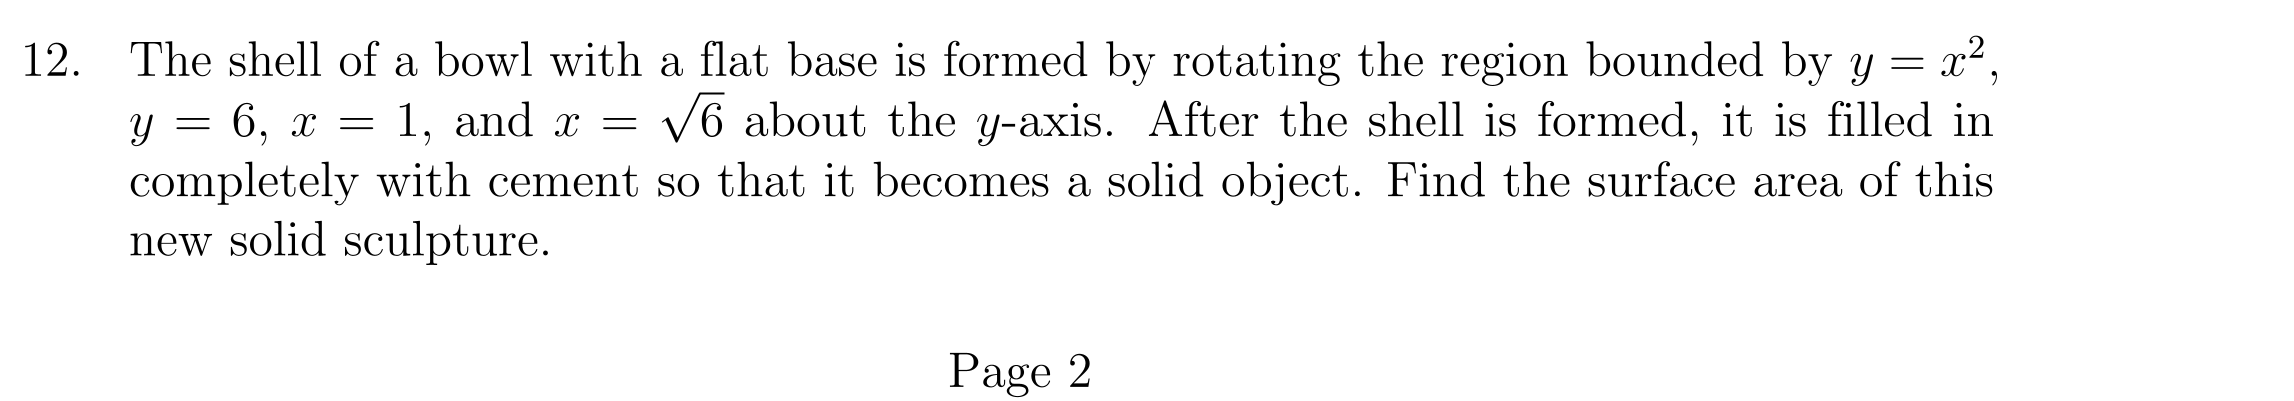 12. The shell of a bowl with a flat base is formed by rotating the region bounded by y = x²,
y = 6, x = 1, and x = √6 about the y-axis. After the shell is formed, it is filled in
completely with cement so that it becomes a solid object. Find the surface area of this
new solid sculpture.
Page 2